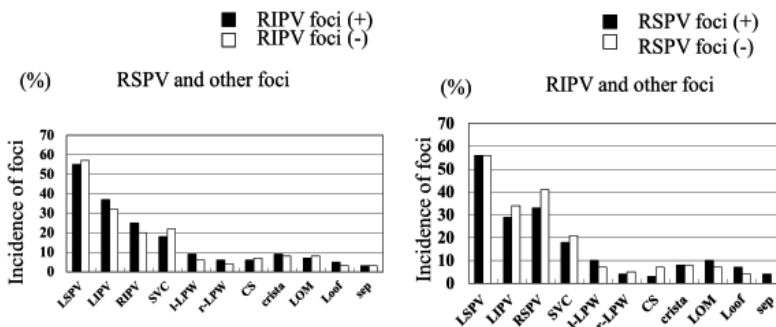 RIPV foci (+)
RIPV foci (-)
(%)
RSPV and other foci
Incidence of foci
70
60
50
40
30
20
10
0
LSPV
LIPV
RIPV
SVC
l-LPW
r-LPW
CS
crista
LOM
Loof
sep
RSPV foci (+)
RSPV foci (-)
(%)
RIPV and other foci
Incidence of foci
70
60
50
40
30
20
10
0
LSPV
LIPV
RSPV
SVC
l-LPW
r-LPW
CS
crista
LOM
Loof
sep